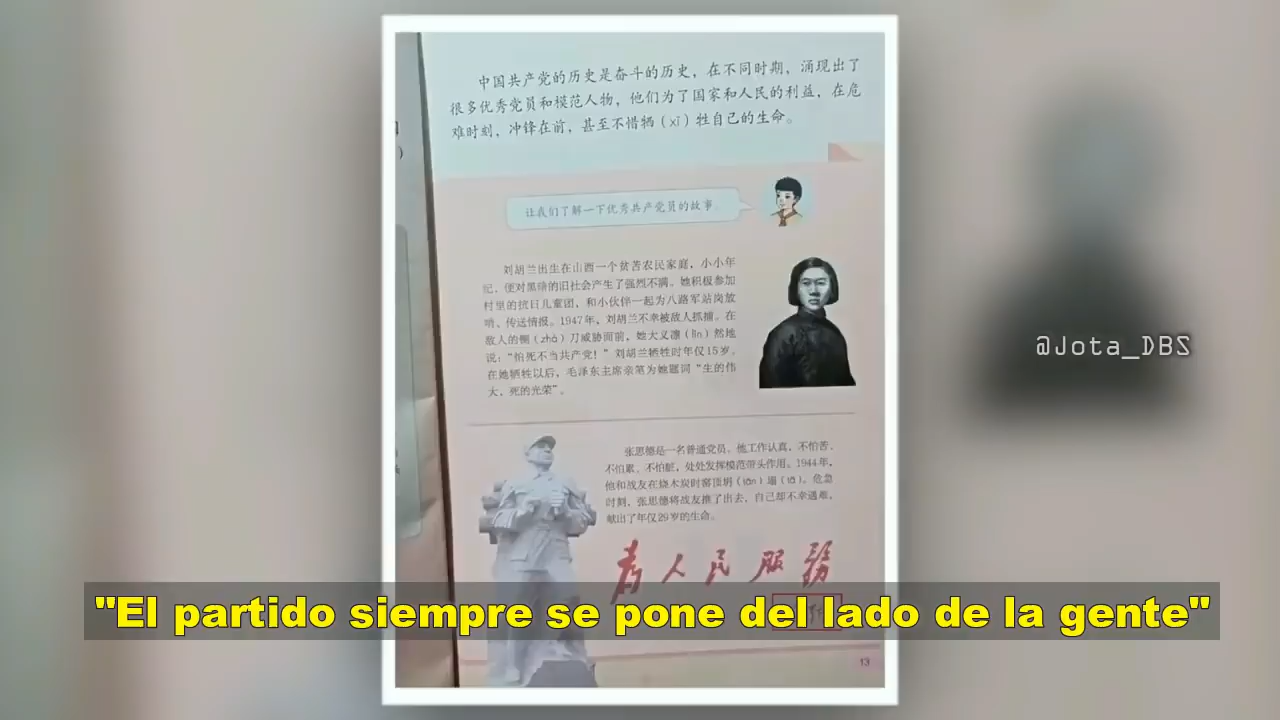 中国共产党的历史是奋斗的历史，在不同时期，涌现出了
很多优秀党员和模范人物，他们为了国家和人民的利益，在危
难时刻，冲锋在前，甚至不惜牺（xī）牲自己的生命。
让我们了解一下优秀共产党员的故事。
刘胡兰出生在山西一个贫苦农民家庭，小小年
纪，便对黑暗的旧社会产生了强烈不满。她积极参加
村里的抗日儿童团，和小伙伴一起为八路军站岗放
哨、传送情报。1947年，刘胡兰不幸被敌人抓捕。在
敌人的铡（zhá）刀威胁面前，她大义凛（lǐn）然地
说：“怕死不当共产党！”刘胡兰牺牲时年仅15岁。
在她牺牲以后，毛泽东主席亲笔为她题词“生的伟
大，死的光荣”。
张思德是一名普通党员。他工作认真，不怕苦、
不怕累、不怕脏，处处发挥模范带头作用。1944年，
他和战友在烧木炭时窑顶坍（tān）塌（tā），危急
时刻，张思德将战友推了出去，自己却不幸遇难，
献出了年仅29岁的生命。
为人民服务
"El partido siempre se pone del lado de la gente"
13
@Jota_DBS